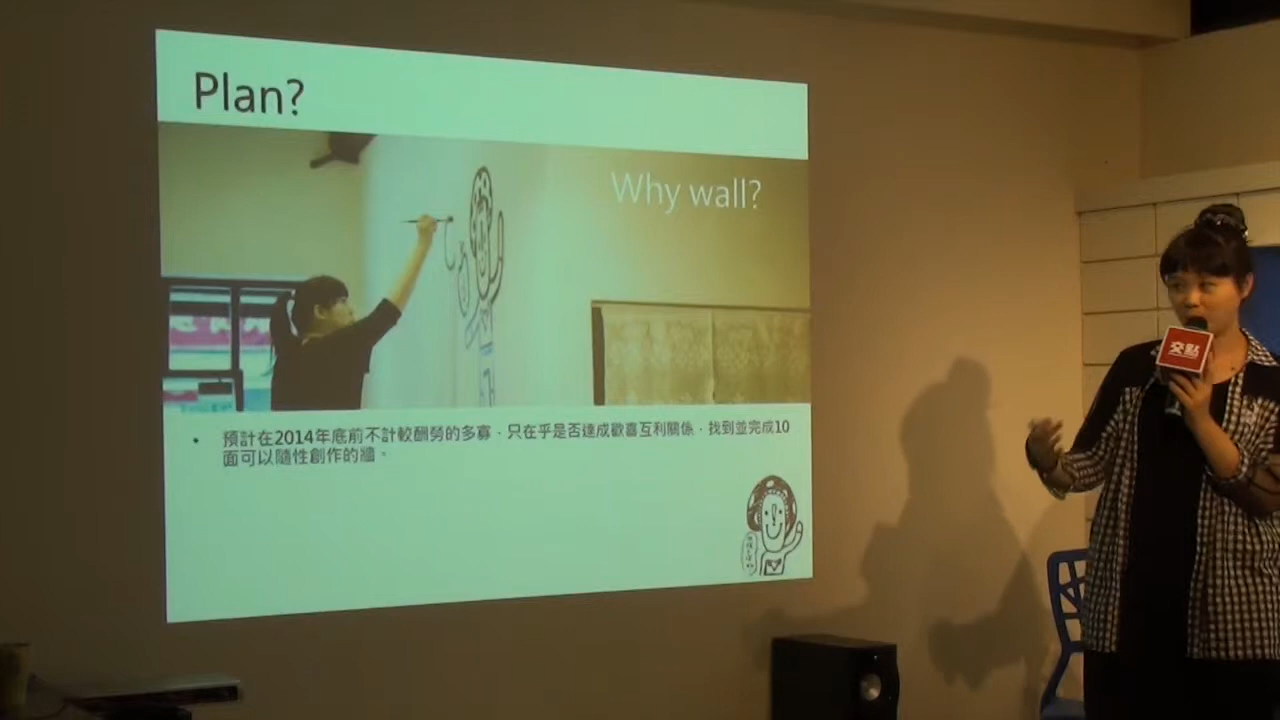 Plan?
Why wall?
• 預計在2014年底前不計較酬勞的多寡，只在乎是否達成歡喜互利關係，找到並完成10
面可以隨性創作的牆。
交點